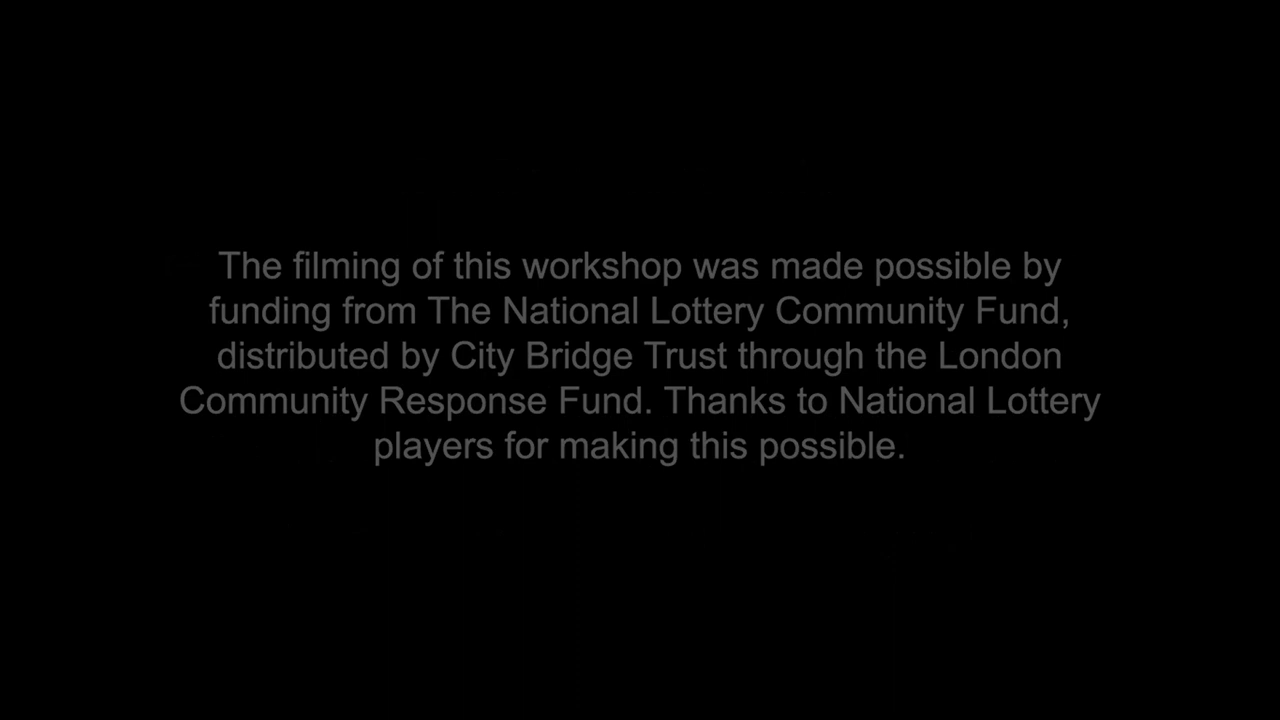 The filming of this workshop was made possible by
funding from The National Lottery Community Fund,
distributed by City Bridge Trust through the London
Community Response Fund. Thanks to National Lottery
players for making this possible.